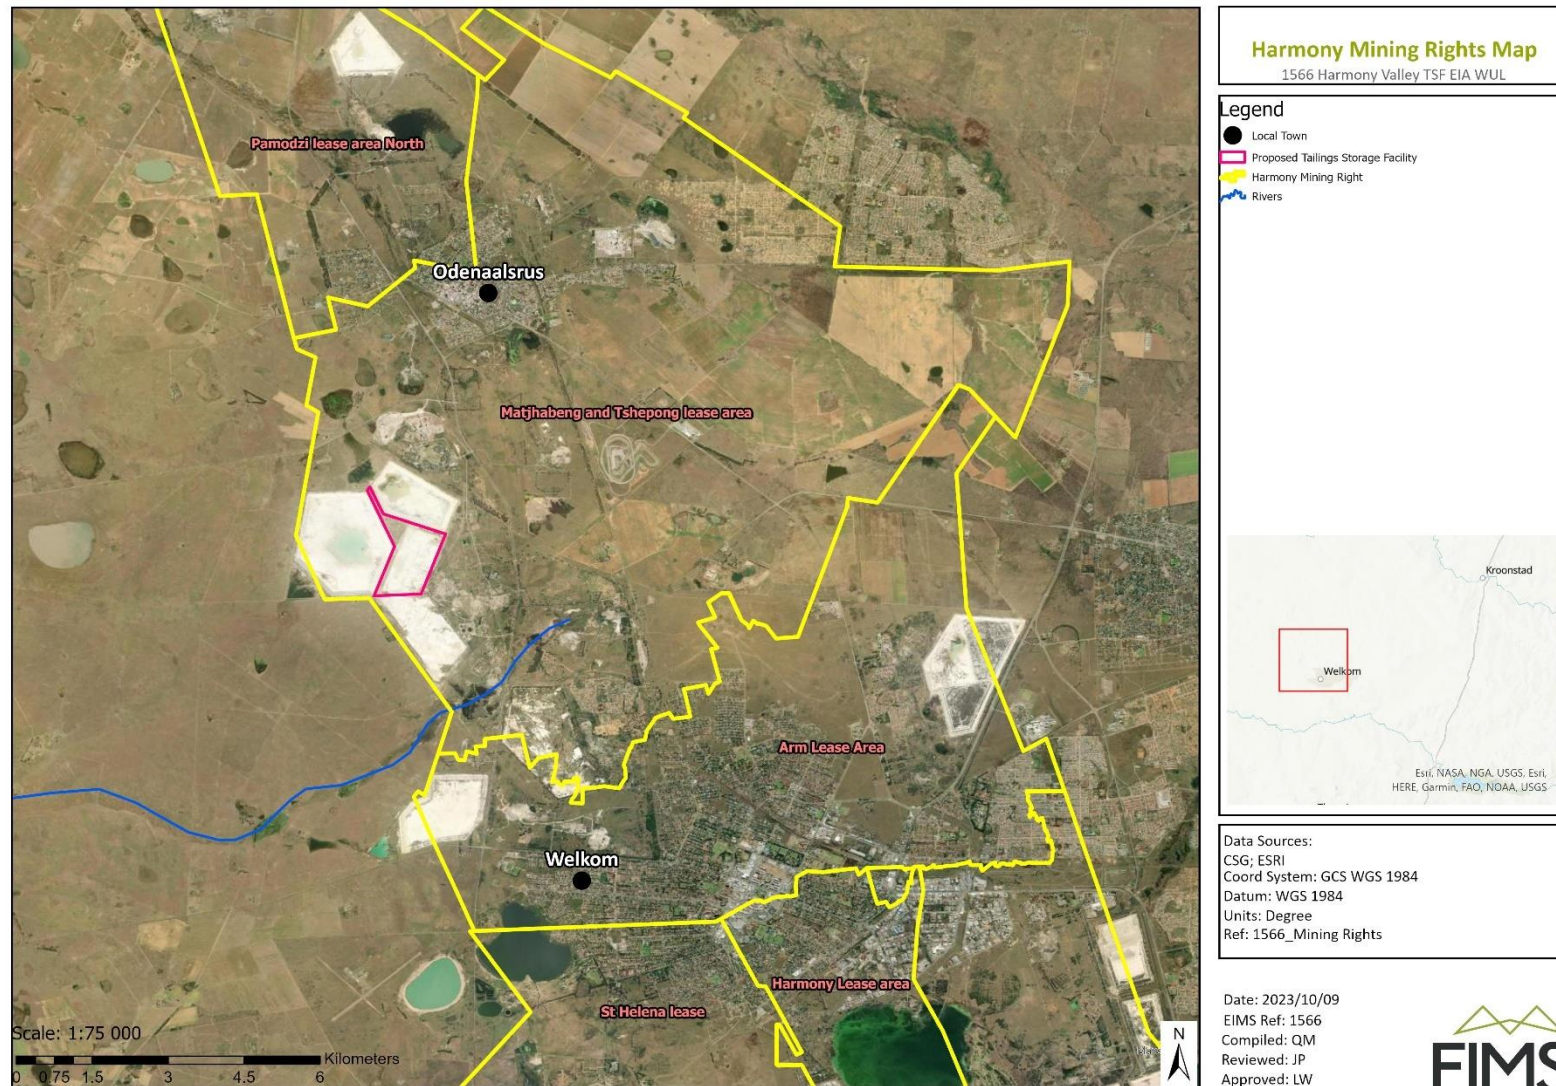 Harmony Mining Rights Map
1566 Harmony Valley TSF EIA WUL
Legend
Local Town
Proposed Tailings Storage Facility
Harmony Mining Right
Rivers
Pamodzi lease area North
Odenaalsrus
Matjhabeng and Tshepong lease area
Arm Lease Area
Welkom
Harmony Lease area
St Helena lease
Scale: 1:75 000
Kilometers
0 0.75 1.5 3 4.5 6
N
Kroonstad
Welkom
Esri, NASA, NGA, USGS, Esri,
HERE, Garmin, FAO, NOAA, USGS
Data Sources:
CSG; ESRI
Coord System: GCS WGS 1984
Datum: WGS 1984
Units: Degree
Ref: 1566_Mining Rights
Date: 2023/10/09
EIMS Ref: 1566
Compiled: QM
Reviewed: JP
Approved: LW
EIMS